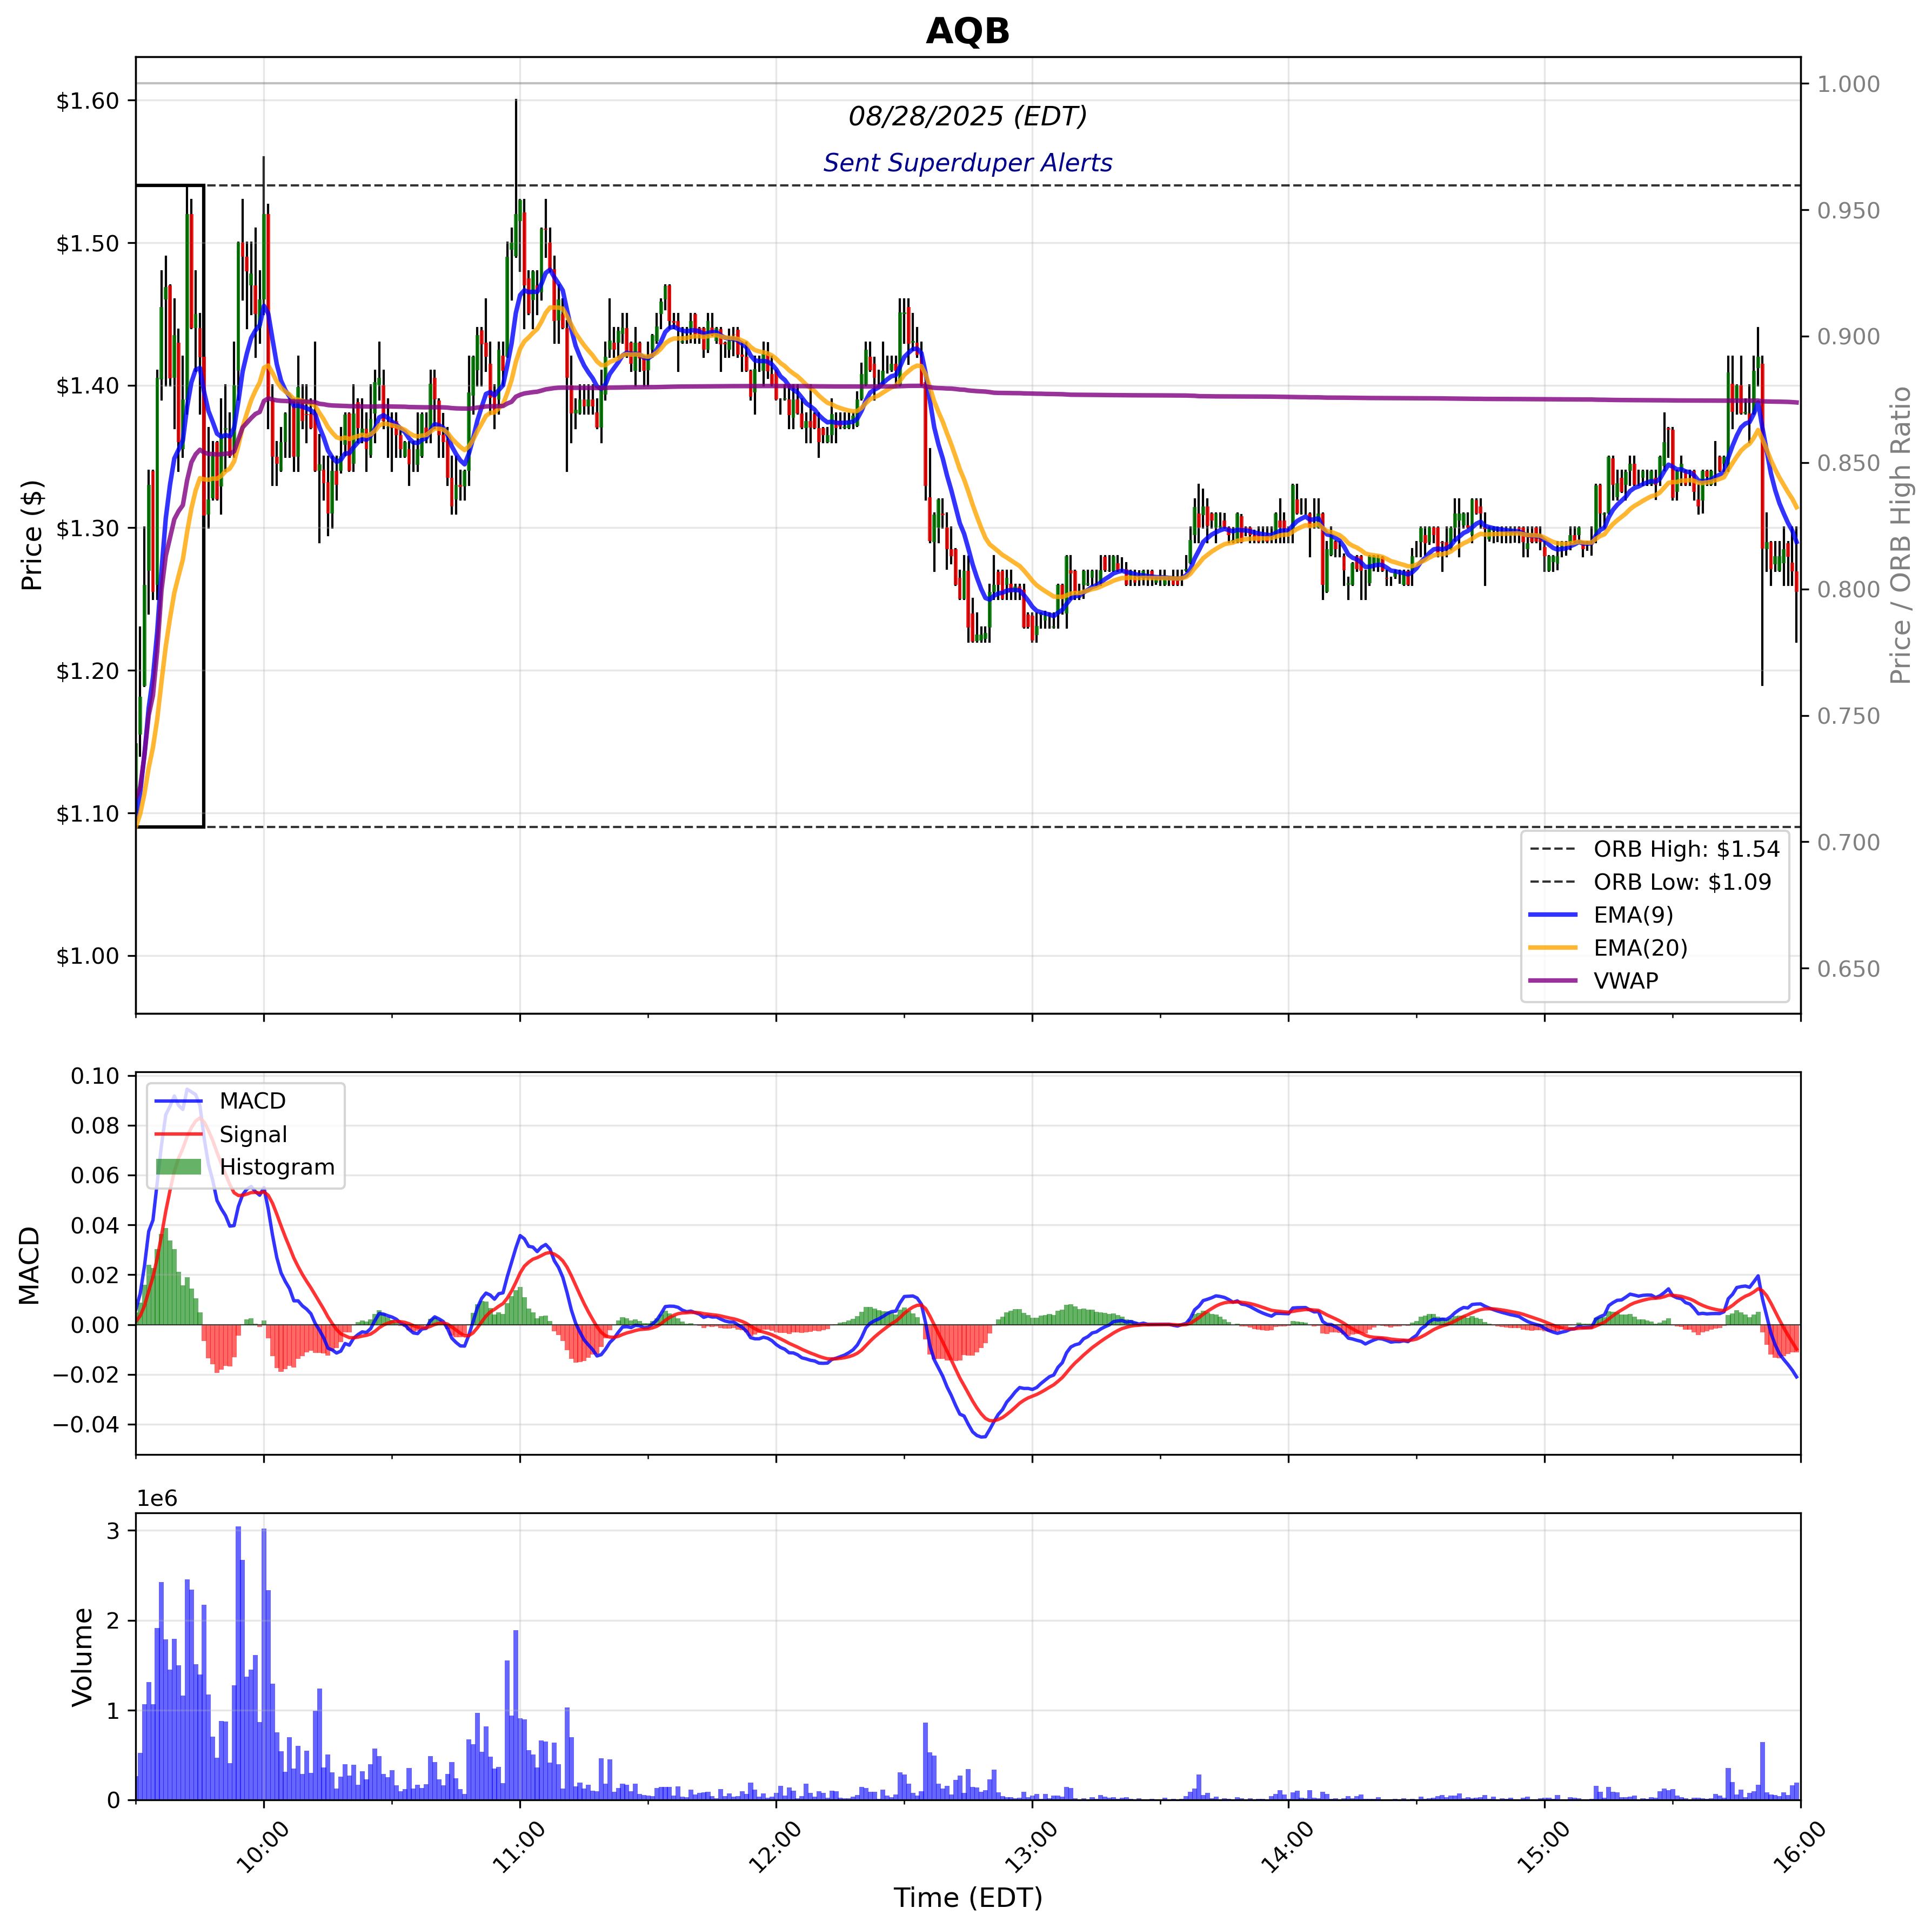 AQB
08/28/2025 (EDT)
Sent Superduper Alerts
Price ($)
$1.60
$1.50
$1.40
$1.30
$1.20
$1.10
$1.00
Price / ORB High Ratio
1.000
0.950
0.900
0.850
0.800
0.750
0.700
0.650
ORB High: $1.54
ORB Low: $1.09
EMA(9)
EMA(20)
VWAP
MACD
0.10
0.08
0.06
0.04
0.02
0.00
−0.02
−0.04
MACD
Signal
Histogram
1e6
Volume
3
2
1
0
10:00
11:00
12:00
13:00
14:00
15:00
16:00
Time (EDT)